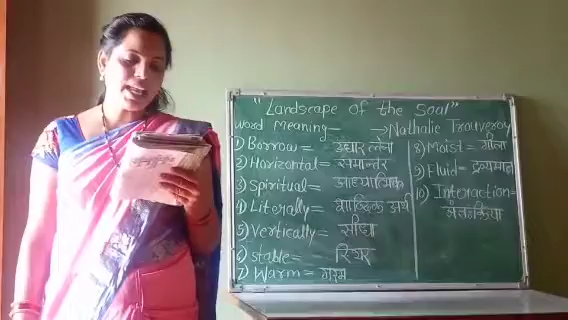 "Landscape of the Soul"
Word meaning:- →Nathalie Trouveroy
1) Borrow= उधार लेना
2) Horizontal= समान्तर
3) Spiritual= आध्यात्मिक
4) Literally= शाब्दिक अर्थ
5) Vertically= सीधा
6) stable= स्थिर
7) Warm= गरम
8) Moist= गीला
9) Fluid= द्रव्यमान
10) Interaction=
अंतःक्रिया